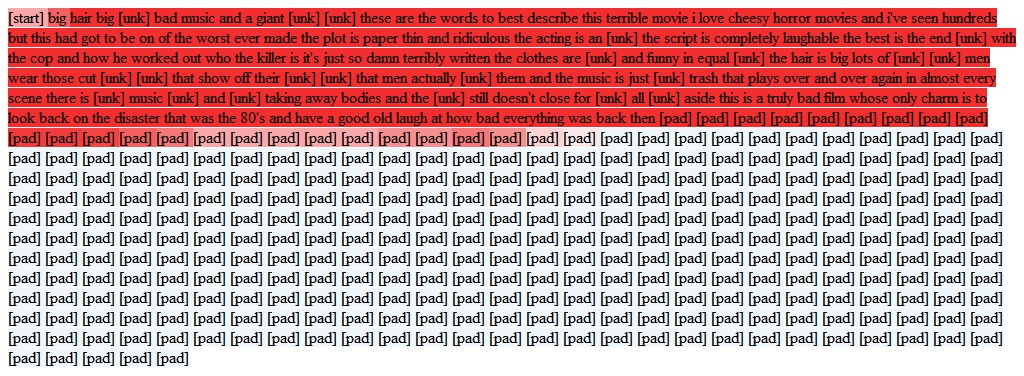 [start] big hair big [unk] bad music and a giant [unk] [unk] these are the words to best describe this terrible movie i love cheesy horror movies and i've seen hundreds
but this had got to be on of the worst ever made the plot is paper thin and ridiculous the acting is an [unk] the script is completely laughable the best is the end [unk] with
the cop and how he worked out who the killer is it's just so damn terribly written the clothes are [unk] and funny in equal [unk] the hair is big lots of [unk] [unk] men
wear those cut [unk] [unk] that show off their [unk] [unk] that men actually [unk] them and the music is just [unk] trash that plays over and over again in almost every
scene there is [unk] music [unk] and [unk] taking away bodies and the [unk] still doesn't close for [unk] all [unk] aside this is a truly bad film whose only charm is to
look back on the disaster that was the 80's and have a good old laugh at how bad everything was back then [pad] [pad] [pad] [pad] [pad] [pad] [pad] [pad] [pad]
[pad] [pad] [pad] [pad] [pad] [pad] [pad] [pad] [pad] [pad] [pad] [pad] [pad] [pad] [pad] [pad] [pad] [pad] [pad] [pad] [pad] [pad] [pad] [pad] [pad] [pad] [pad]
[pad] [pad] [pad] [pad] [pad] [pad] [pad] [pad] [pad] [pad] [pad] [pad] [pad] [pad] [pad] [pad] [pad] [pad] [pad] [pad] [pad] [pad] [pad] [pad] [pad] [pad] [pad]
[pad] [pad] [pad] [pad] [pad] [pad] [pad] [pad] [pad] [pad] [pad] [pad] [pad] [pad] [pad] [pad] [pad] [pad] [pad] [pad] [pad] [pad] [pad] [pad] [pad] [pad] [pad]
[pad] [pad] [pad] [pad] [pad] [pad] [pad] [pad] [pad] [pad] [pad] [pad] [pad] [pad] [pad] [pad] [pad] [pad] [pad] [pad] [pad] [pad] [pad] [pad] [pad] [pad] [pad]
[pad] [pad] [pad] [pad] [pad] [pad] [pad] [pad] [pad] [pad] [pad] [pad] [pad] [pad] [pad] [pad] [pad] [pad] [pad] [pad] [pad] [pad] [pad] [pad] [pad] [pad] [pad]
[pad] [pad] [pad] [pad] [pad] [pad] [pad] [pad] [pad] [pad] [pad] [pad] [pad] [pad] [pad] [pad] [pad] [pad] [pad] [pad] [pad] [pad] [pad] [pad] [pad] [pad] [pad]
[pad] [pad] [pad] [pad] [pad] [pad] [pad] [pad] [pad] [pad] [pad] [pad] [pad] [pad] [pad] [pad] [pad] [pad] [pad] [pad] [pad] [pad] [pad] [pad] [pad] [pad] [pad]
[pad] [pad] [pad] [pad] [pad] [pad] [pad] [pad] [pad] [pad] [pad] [pad] [pad] [pad] [pad] [pad] [pad] [pad] [pad] [pad] [pad] [pad] [pad] [pad] [pad] [pad] [pad]
[pad] [pad] [pad] [pad] [pad] [pad] [pad] [pad] [pad] [pad] [pad] [pad] [pad] [pad] [pad] [pad] [pad] [pad] [pad] [pad] [pad] [pad] [pad] [pad] [pad] [pad] [pad]
[pad] [pad] [pad] [pad] [pad] [pad] [pad] [pad] [pad] [pad] [pad] [pad] [pad] [pad] [pad] [pad] [pad] [pad] [pad] [pad] [pad] [pad] [pad] [pad] [pad] [pad] [pad]
[pad] [pad] [pad] [pad] [pad] [pad] [pad] [pad] [pad] [pad] [pad] [pad] [pad] [pad] [pad] [pad] [pad] [pad] [pad] [pad] [pad] [pad] [pad] [pad] [pad] [pad] [pad]
[pad] [pad] [pad] [pad] [pad]